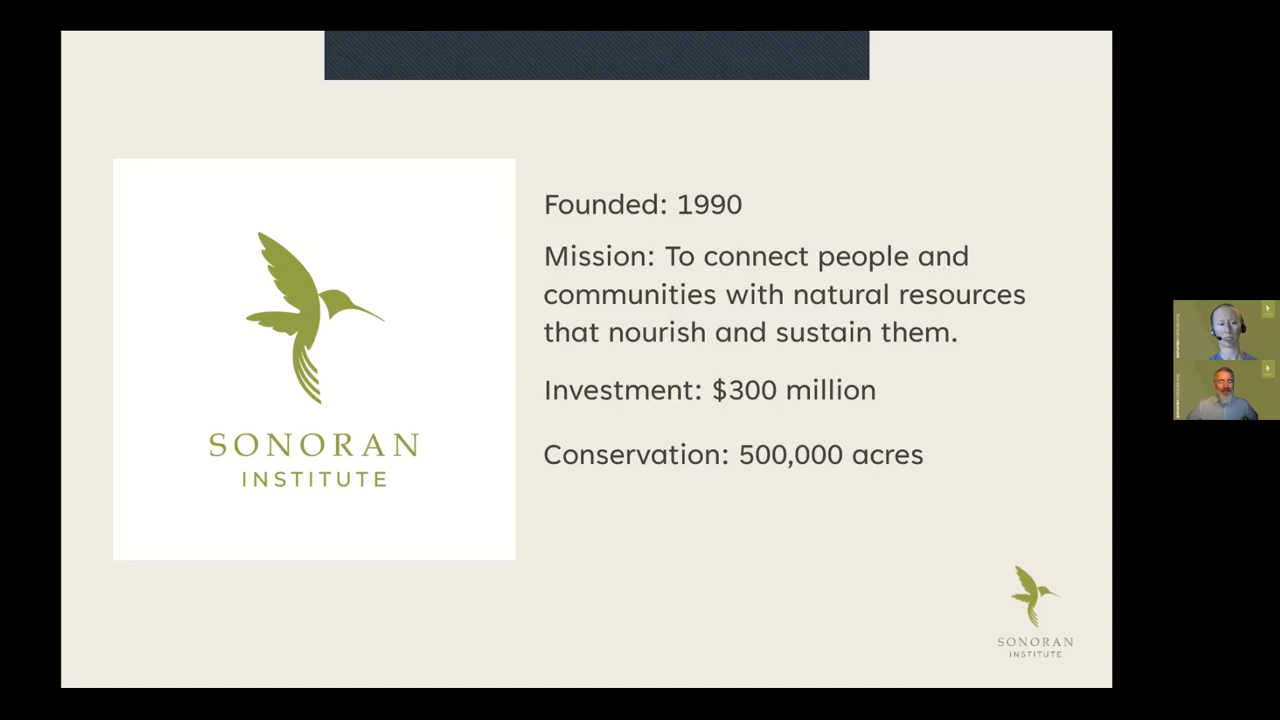 SONORAN
INSTITUTE
Founded: 1990
Mission: To connect people and
communities with natural resources
that nourish and sustain them.
Investment: $300 million
Conservation: 500,000 acres
SONORAN
INSTITUTE